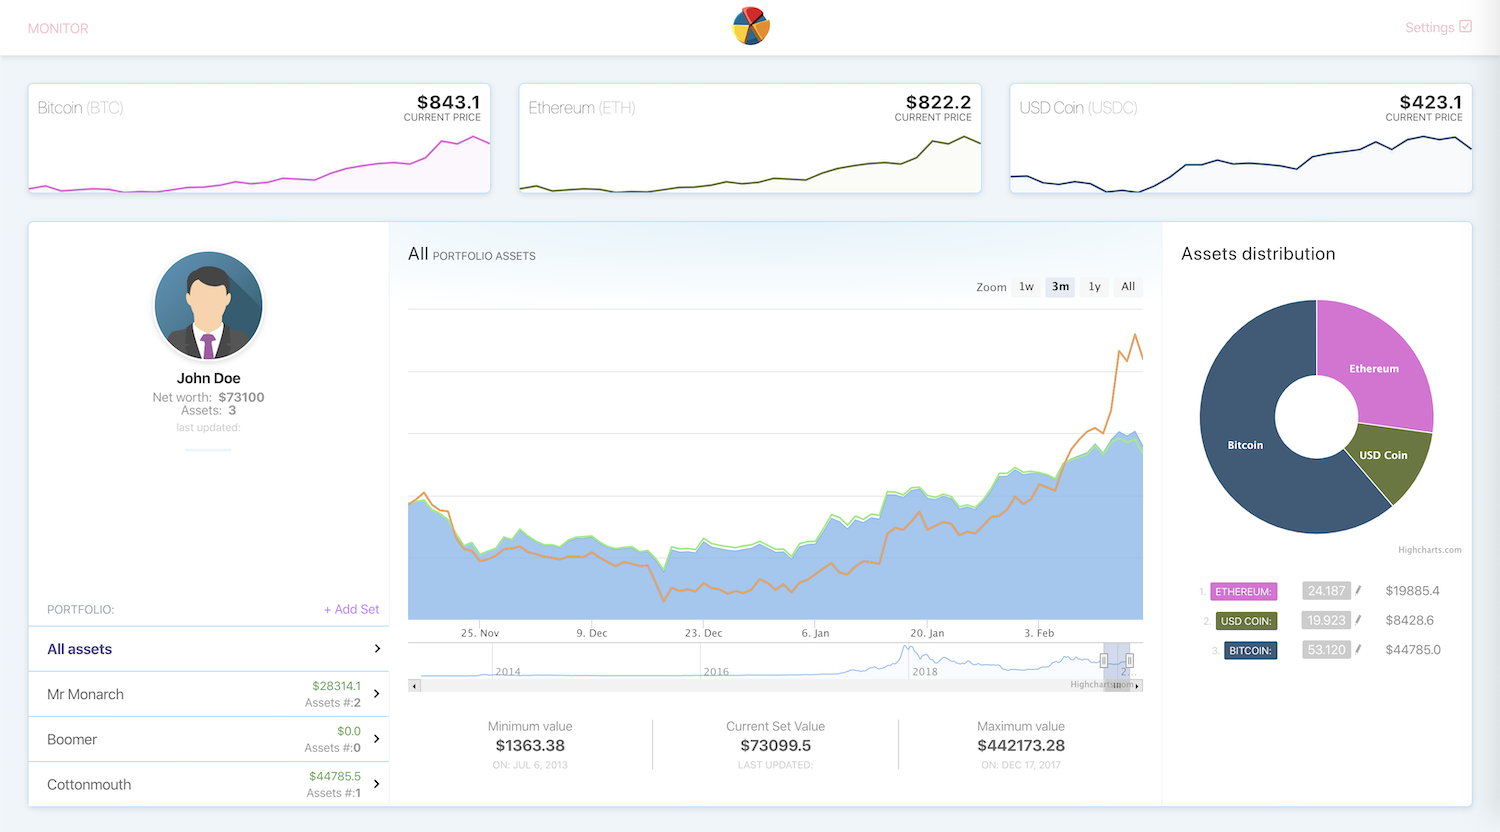 MONITOR
Settings
Bitcoin (BTC)
$843.1
CURRENT PRICE
Ethereum (ETH)
$822.2
CURRENT PRICE
USD Coin (USDC)
$423.1
CURRENT PRICE
John Doe
Net worth: $73100
Assets: 3
last updated:
PORTFOLIO:
+ Add Set
All assets
Mr Monarch
$28314.1
Assets #:2
Boomer
$0.0
Assets #:0
Cottonmouth
$44785.5
Assets #:1
All PORTFOLIO ASSETS
Zoom 1w 3m 1y All
25. Nov 9. Dec 23. Dec 6. Jan 20. Jan 3. Feb
2014 2016 2018 2…
Highcharts.com
Minimum value
$1363.38
ON: JUL 6, 2013
Current Set Value
$73099.5
LAST UPDATED:
Maximum value
$442173.28
ON: DEC 17, 2017
Assets distribution
Ethereum
Bitcoin
USD Coin
Highcharts.com
1. ETHEREUM: 24.187 / $19885.4
2. USD COIN: 19.923 / $8428.6
3. BITCOIN: 53.120 / $44785.0